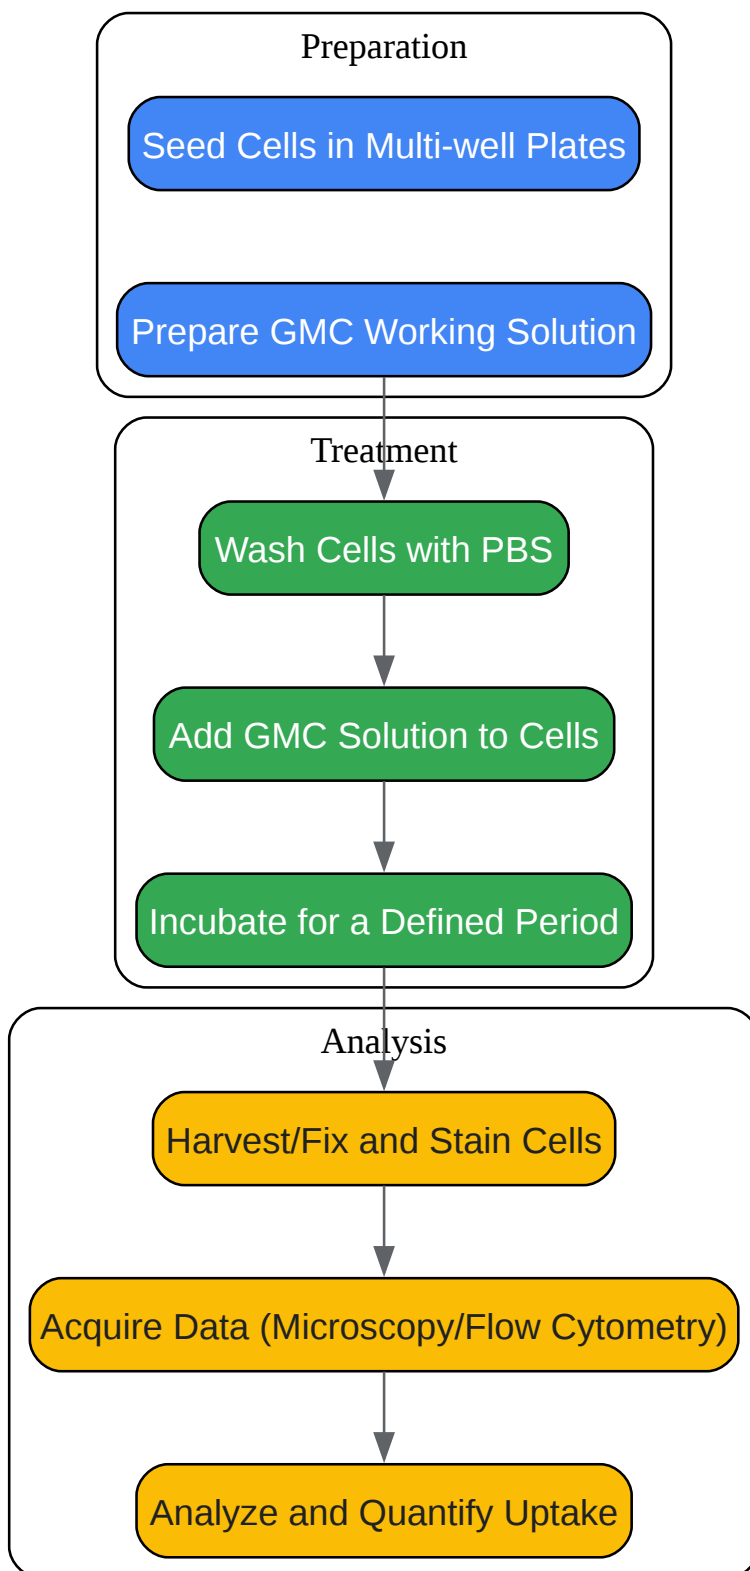 Preparation
Seed Cells in Multi-well Plates
Prepare GMC Working Solution
Treatment
Wash Cells with PBS
Add GMC Solution to Cells
Incubate for a Defined Period
Analysis
Harvest/Fix and Stain Cells
Acquire Data (Microscopy/Flow Cytometry)
Analyze and Quantify Uptake